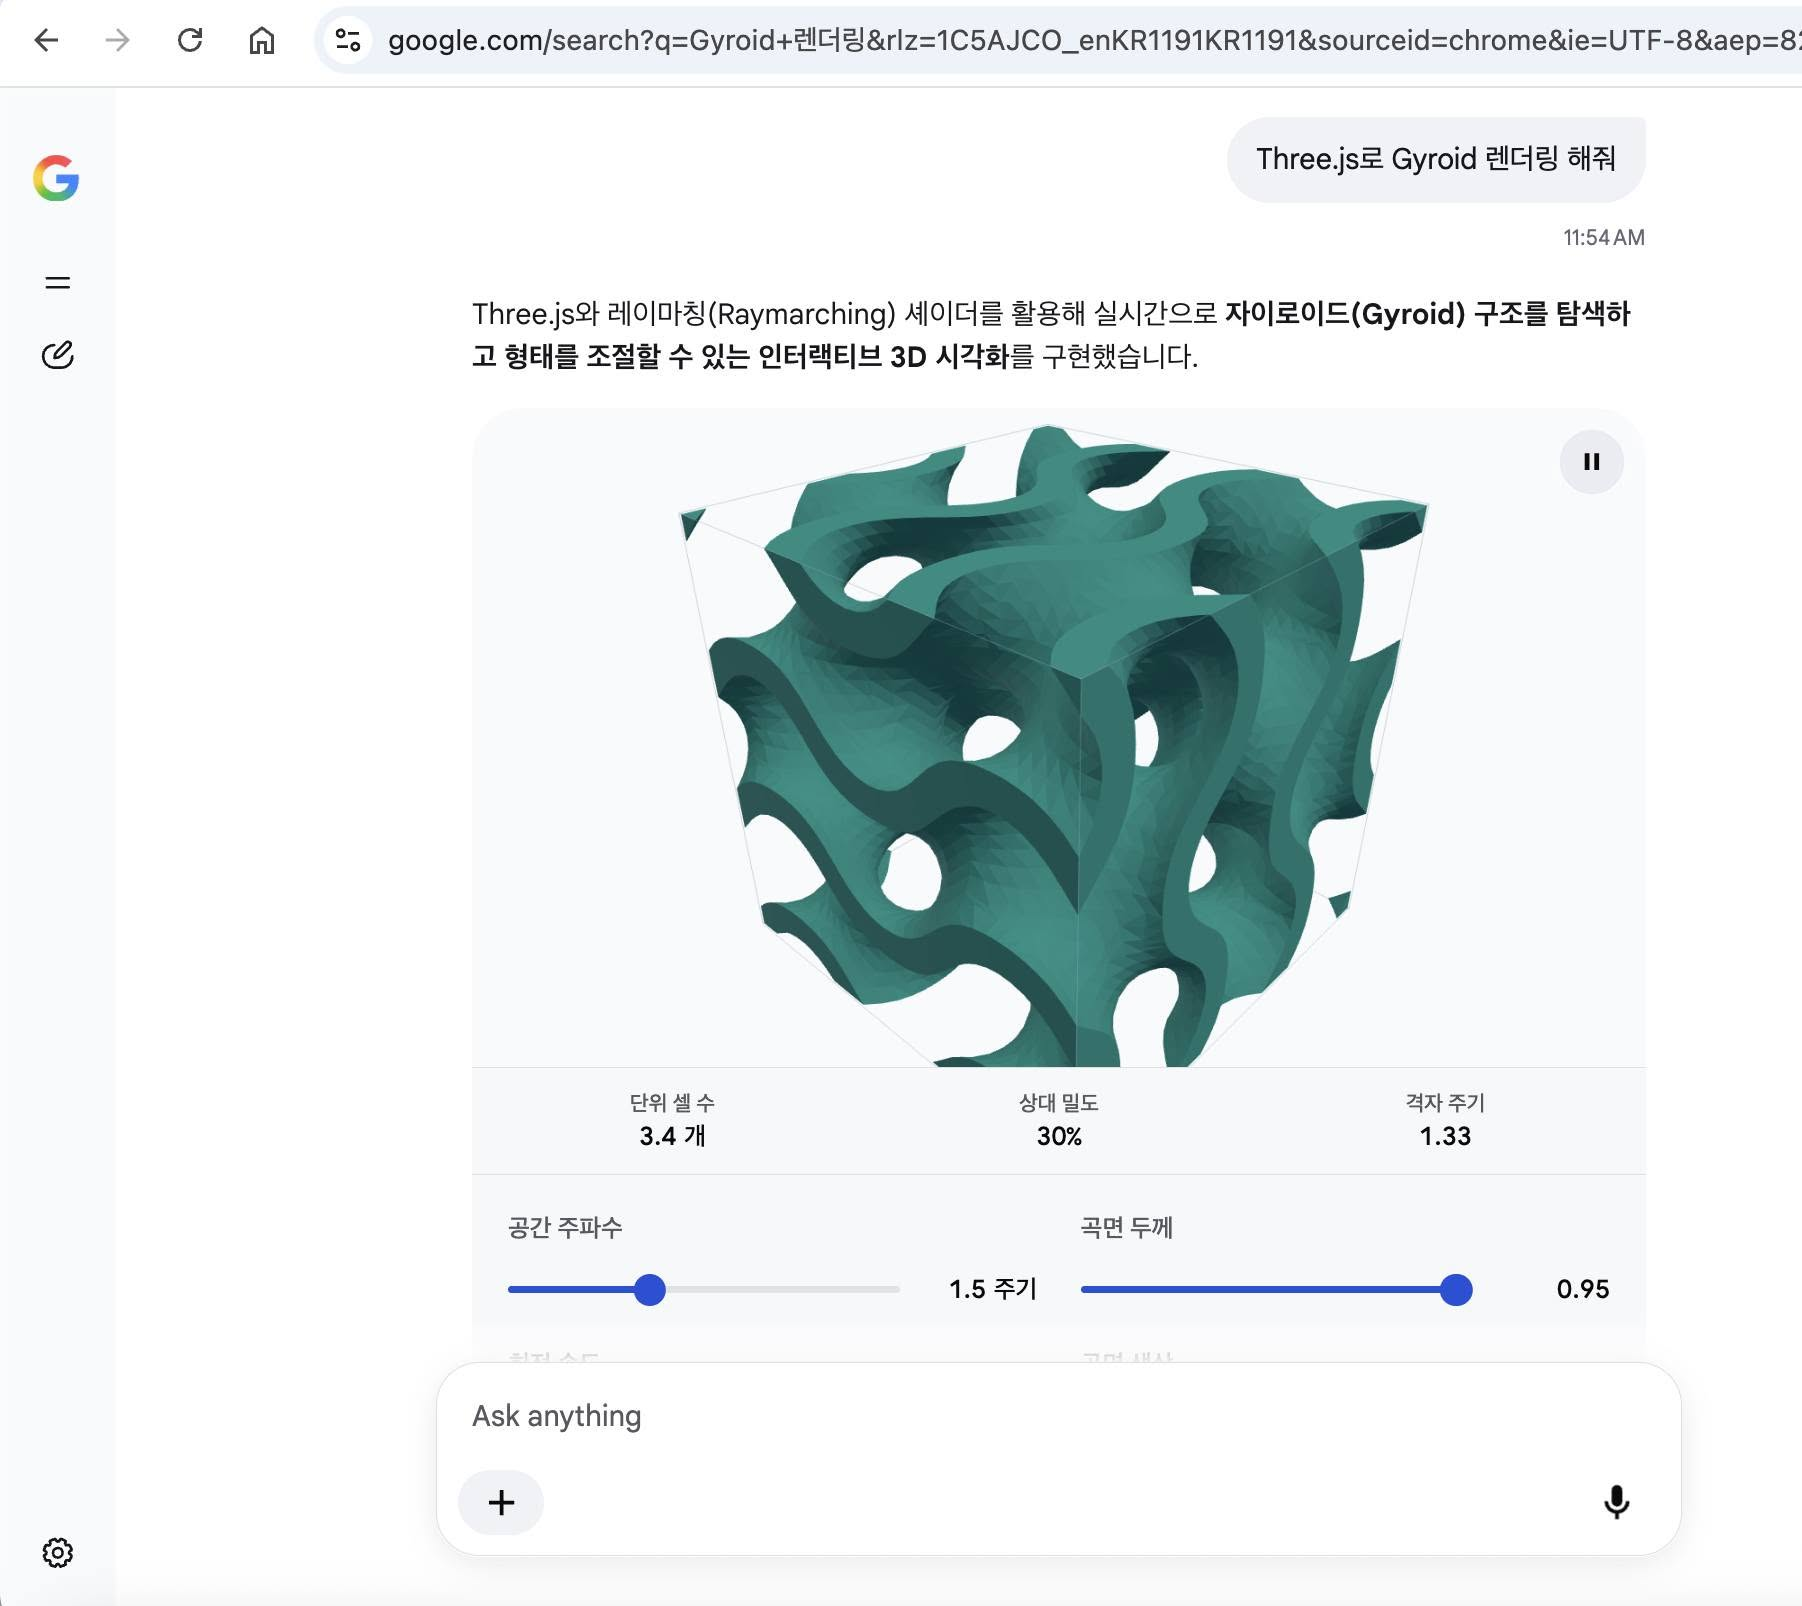 google.com/search?q=Gyroid+렌더링&rlz=1C5AJCO_enKR1191KR1191&sourceid=chrome&ie=UTF-8&aep=82
Three.js로 Gyroid 렌더링 해줘
11:54 AM
Three.js와 레이마칭(Raymarching) 셰이더를 활용해 실시간으로 자이로이드(Gyroid) 구조를 탐색하
고 형태를 조절할 수 있는 인터랙티브 3D 시각화를 구현했습니다.
단위 셀 수 상대 밀도 격자 주기
3.4 개 30% 1.33
공간 주파수 곡면 두께
1.5 주기 0.95
Ask anything